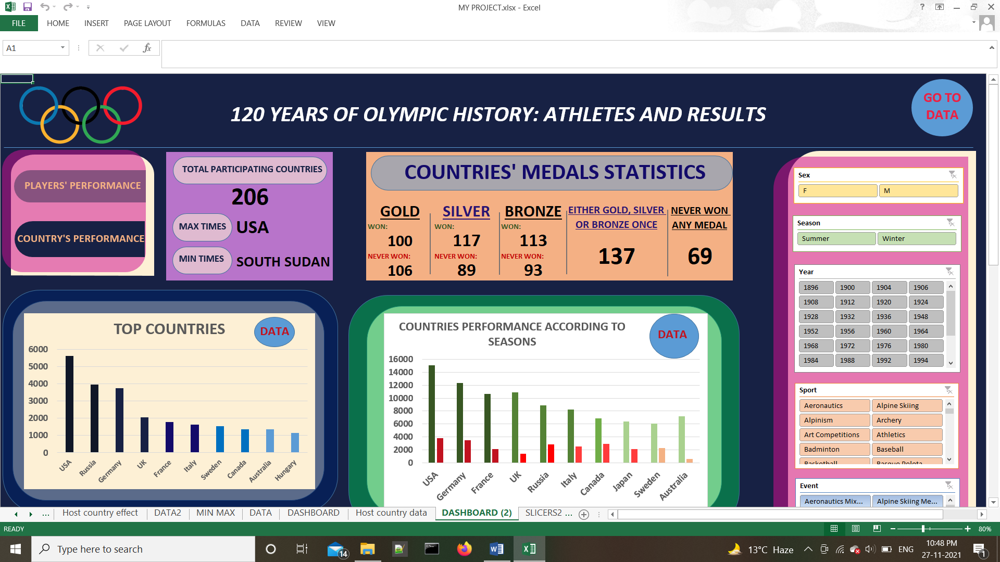 MY PROJECT.xlsx - Excel
?
FILE HOME INSERT PAGE LAYOUT FORMULAS DATA REVIEW VIEW
A1 fx
120 YEARS OF OLYMPIC HISTORY: ATHLETES AND RESULTS
GO TO
DATA
PLAYERS' PERFORMANCE
COUNTRY'S PERFORMANCE
TOTAL PARTICIPATING COUNTRIES
206
MAX TIMES USA
MIN TIMES SOUTH SUDAN
COUNTRIES' MEDALS STATISTICS
GOLD
WON:
100
NEVER WON:
106
SILVER
WON:
117
NEVER WON:
89
BRONZE
WON:
113
NEVER WON:
93
EITHER GOLD, SILVER
OR BRONZE ONCE
137
NEVER WON
ANY MEDAL
69
Sex
F M
Season
Summer Winter
Year
1896 1900 1904 1906
1908 1912 1920 1924
1928 1932 1936 1948
1952 1956 1960 1964
1968 1972 1976 1980
1984 1988 1992 1994
Sport
Aeronautics Alpine Skiing
Alpinism Archery
Art Competitions Athletics
Badminton Baseball
Basketball Basque Pelota
Event
Aeronautics Mix... Alpine Skiing Me...
TOP COUNTRIES
DATA
6000
5000
4000
3000
2000
1000
0
USA Russia Germany UK France Italy Sweden Canada Australia Hungary
COUNTRIES PERFORMANCE ACCORDING TO
SEASONS
DATA
16000
14000
12000
10000
8000
6000
4000
2000
0
USA Germany France UK Russia Italy Canada Japan Sweden Australia
... Host country effect DATA2 MIN MAX DATA DASHBOARD Host country data DASHBOARD (2) SLICERS2 ...
READY 80%
Type here to search
14
13°C Haze
ENG
10:48 PM
27-11-2021
1